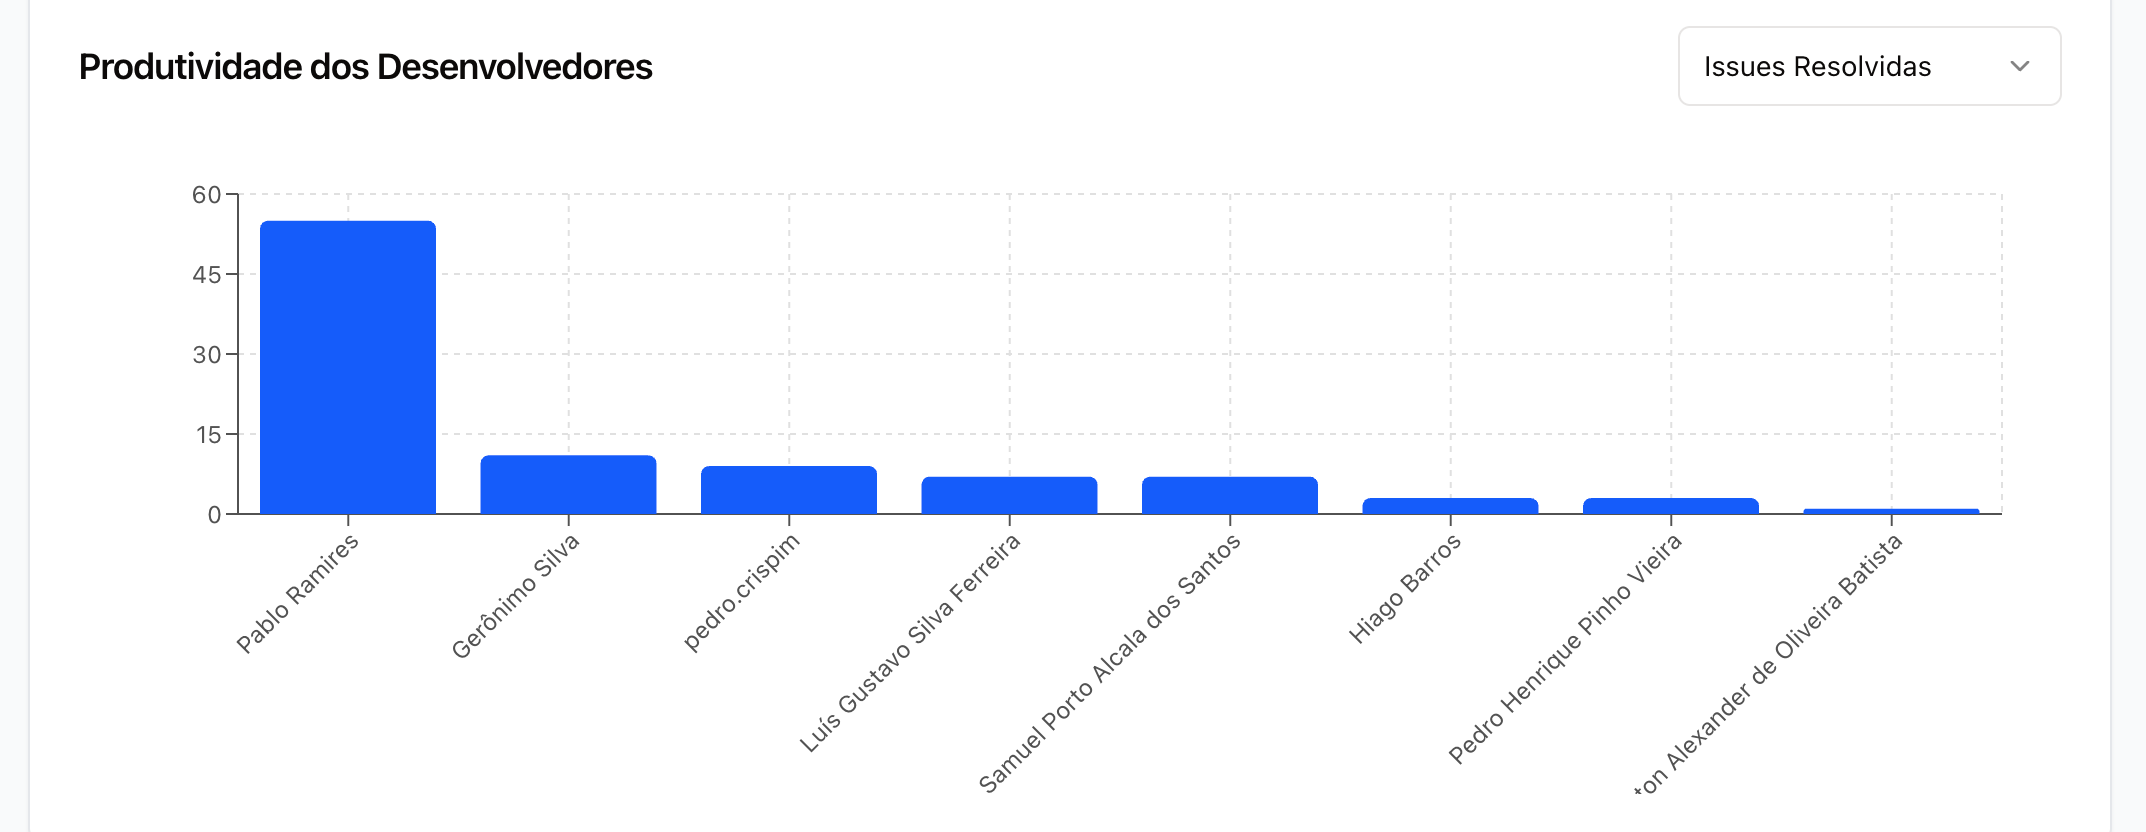 Produtividade dos Desenvolvedores
Issues Resolvidas
60
45
30
15
0
Pablo Ramires
Gerônimo Silva
pedro.crispim
Luís Gustavo Silva Ferreira
Samuel Porto Alcala dos Santos
Hiago Barros
Pedro Henrique Pinho Vieira
Alexander de Oliveira Batista